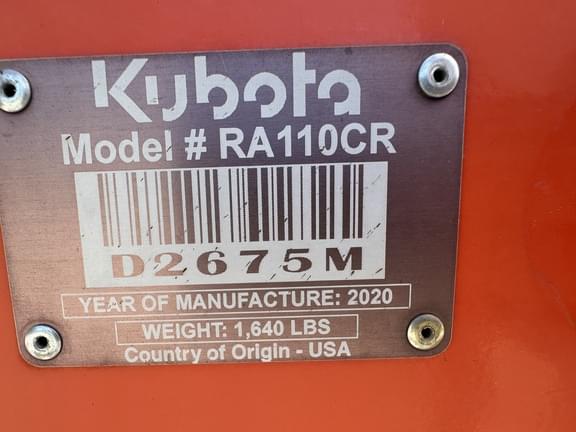 Kubota
Model # RA110CR
D2675M
YEAR OF MANUFACTURE: 2020
WEIGHT: 1,640 LBS
Country of Origin - USA